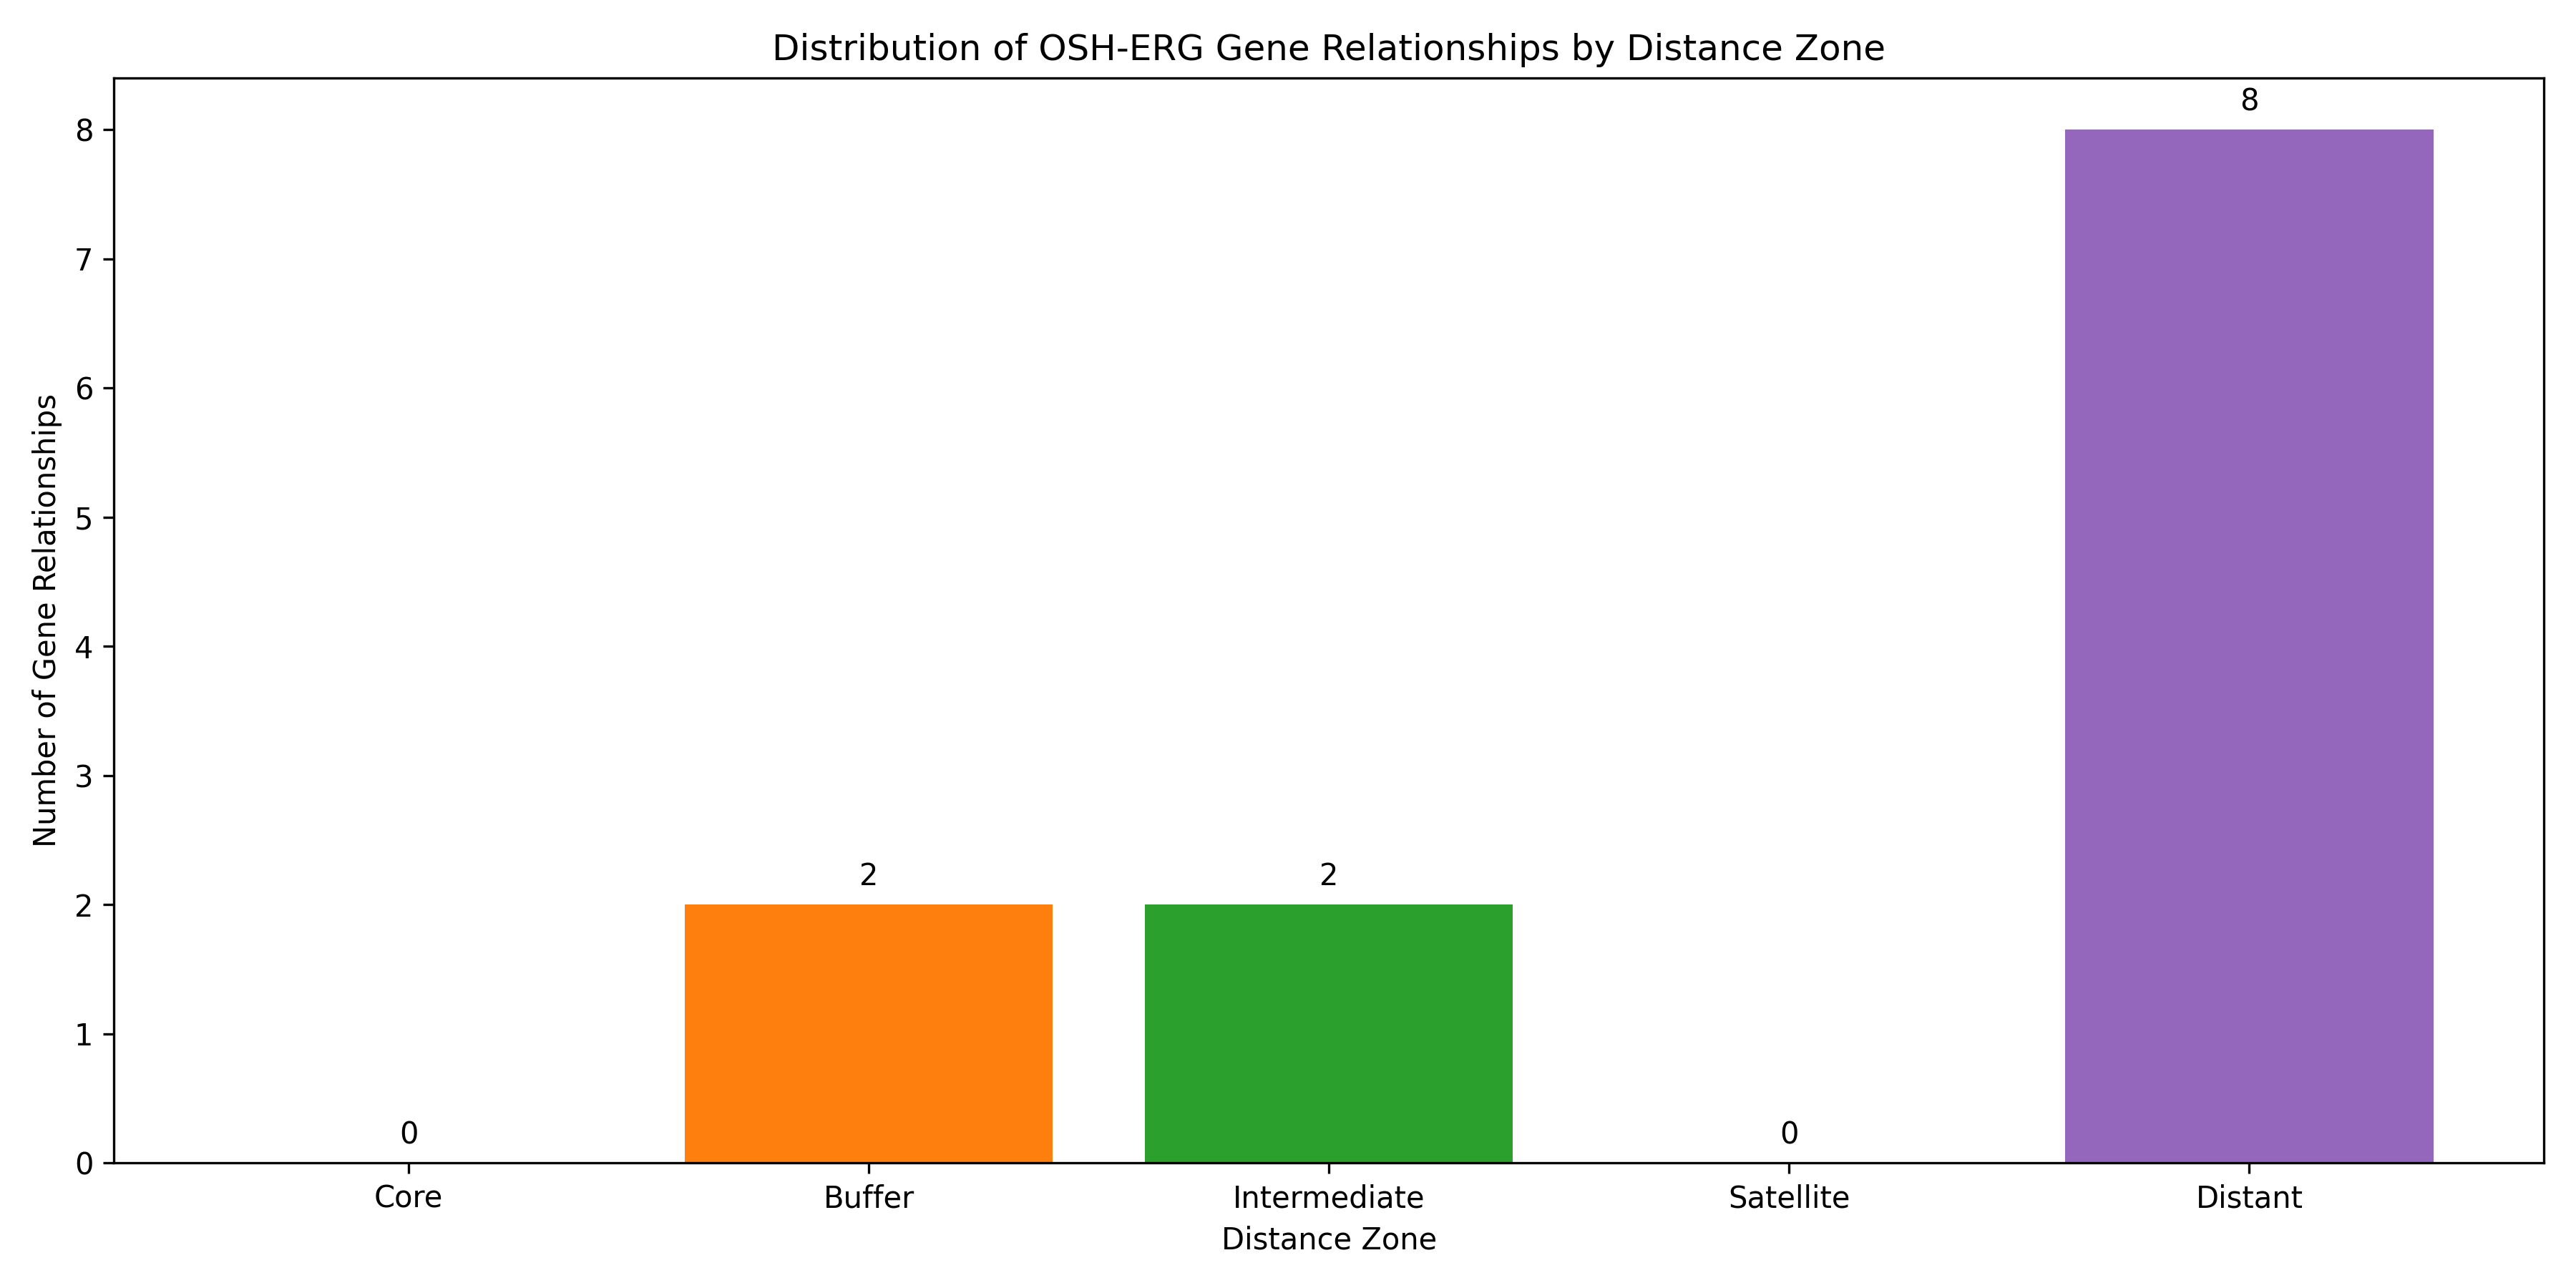 Distribution of OSH-ERG Gene Relationships by Distance Zone
Number of Gene Relationships
8
7
6
5
4
3
2
1
0
0
2
2
0
8
Core
Buffer
Intermediate
Satellite
Distant
Distance Zone